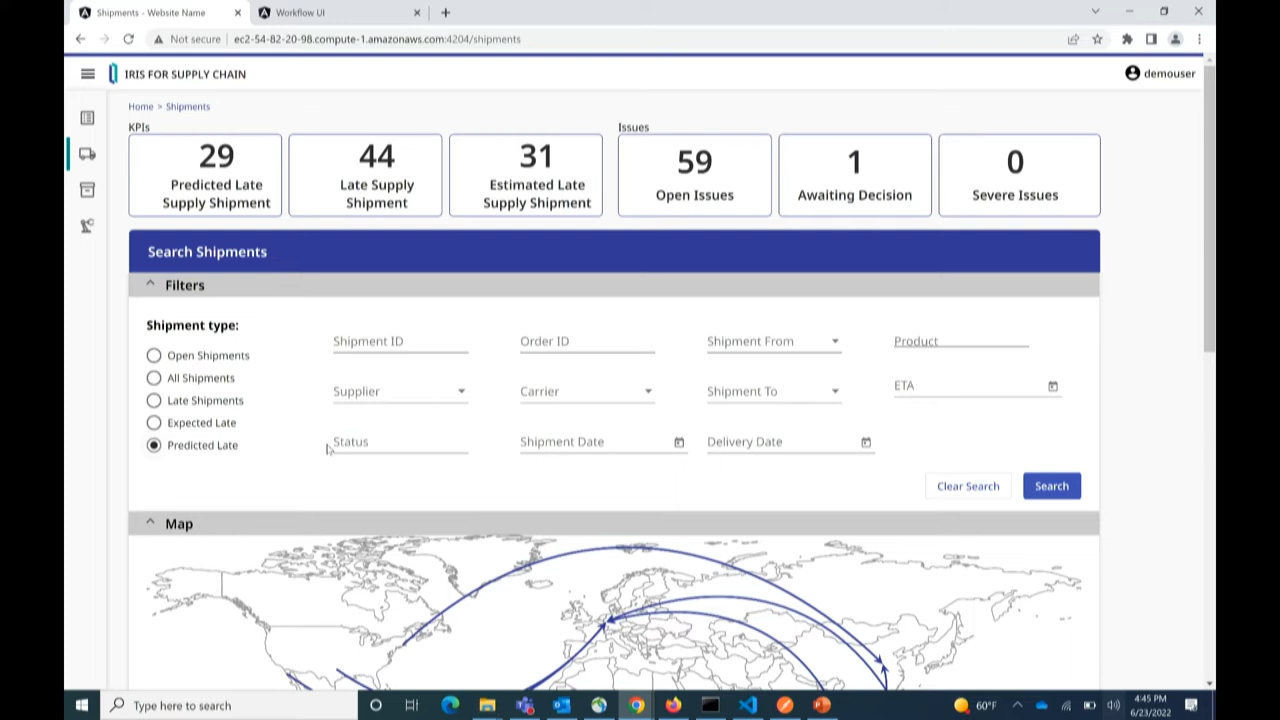 Shipments - Website Name
Workflow UI
Not secure
ec2-54-82-20-98.compute-1.amazonaws.com:4204/shipments
IRIS FOR SUPPLY CHAIN
demouser
Home > Shipments
KPIs
Issues
29
Predicted Late
Supply Shipment
44
Late Supply
Shipment
31
Estimated Late
Supply Shipment
59
Open Issues
1
Awaiting Decision
0
Severe Issues
Search Shipments
Filters
Shipment type:
Open Shipments
All Shipments
Late Shipments
Expected Late
Predicted Late
Shipment ID
Order ID
Shipment From
Product
Supplier
Carrier
Shipment To
ETA
Status
Shipment Date
Delivery Date
Clear Search
Search
Map
Type here to search
60°F
4:45 PM
6/23/2022